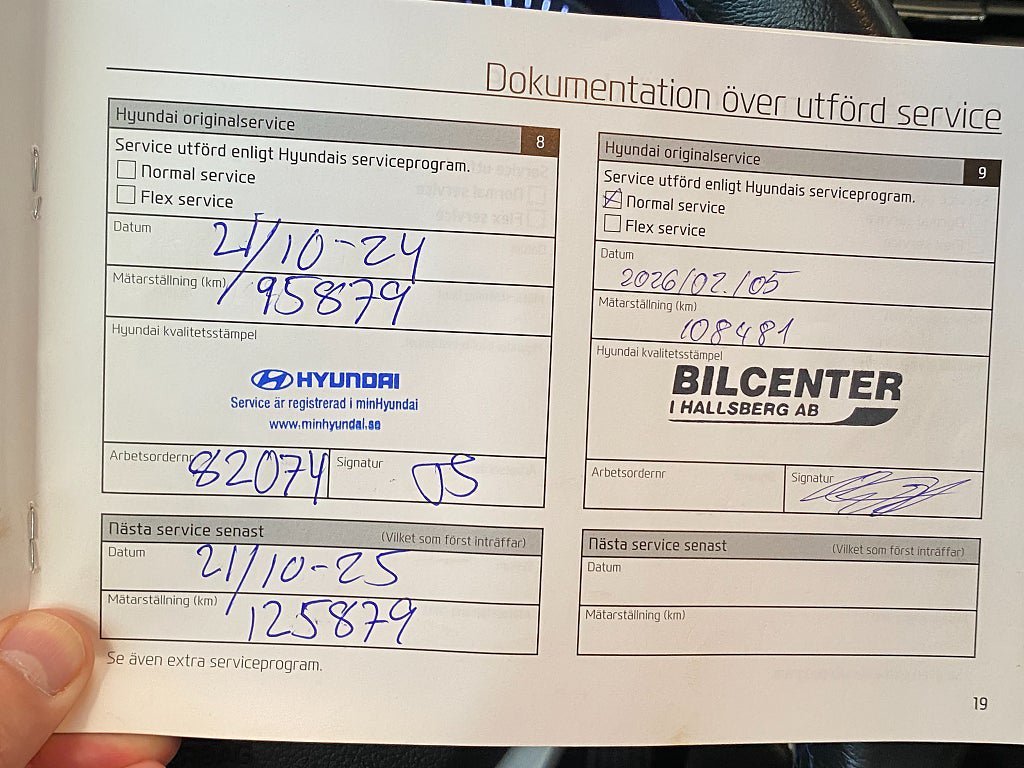 Dokumentation över utförd service
Hyundai originalservice
8
Service utförd enligt Hyundais serviceprogram.
Normal service
Flex service
Datum
21/10-24
Mätarställning (km)
95879
Hyundai kvalitetsstämpel
HYUNDAI
Service är registrerad i minHyundai
www.minhyundai.se
Arbetsordernr
82074
Signatur
JS
Nästa service senast
(Vilket som först inträffar)
Datum
21/10-25
Mätarställning (km)
125879
Se även extra serviceprogram.
Hyundai originalservice
9
Service utförd enligt Hyundais serviceprogram.
Normal service
Flex service
Datum
2026/02./05
Mätarställning (km)
108481
Hyundai kvalitetsstämpel
BILCENTER
I HALLSBERG AB
Arbetsordernr
Signatur
Nästa service senast
(Vilket som först inträffar)
Datum
Mätarställning (km)
19